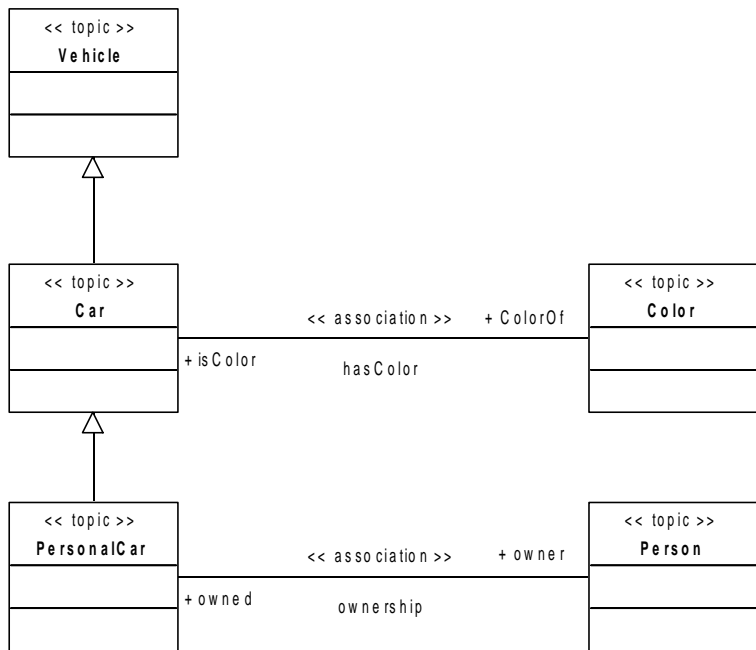 << topic >>
Vehicle
<< topic >>
Car
<< association >>
+ ColorOf
<< topic >>
Color
+ isColor
hasColor
<< topic >>
PersonalCar
<< association >>
+ owner
<< topic >>
Person
+ owned
ownership